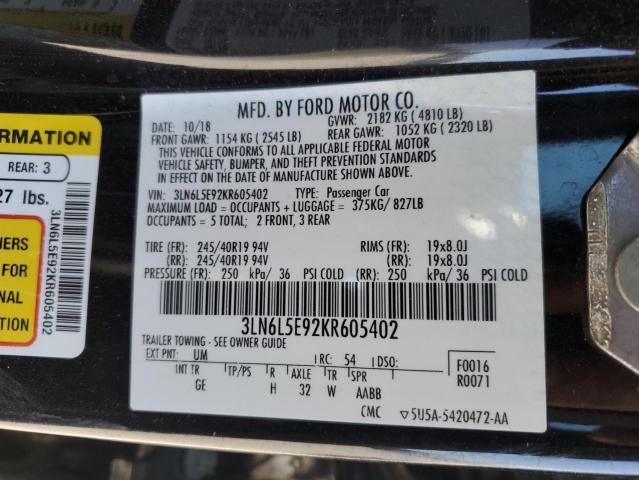 MFD. BY FORD MOTOR CO.
DATE: 10/18 GVWR: 2182 KG ( 4810 LB)
FRONT GAWR: 1154 KG ( 2545 LB) REAR GAWR: 1052 KG ( 2320 LB)
THIS VEHICLE CONFORMS TO ALL APPLICABLE FEDERAL MOTOR
VEHICLE SAFETY, BUMPER, AND THEFT PREVENTION STANDARDS
IN EFFECT ON THE DATE OF MANUFACTURE SHOWN ABOVE.
VIN: 3LN6L5E92KR605402 TYPE: Passenger Car
MAXIMUM LOAD = OCCUPANTS + LUGGAGE = 375KG/ 827LB
OCCUPANTS = 5 TOTAL; 2 FRONT, 3 REAR
TIRE (FR): 245/40R19 94V RIMS (FR): 19x8.0J
(RR): 245/40R19 94V (RR): 19x8.0J
PRESSURE (FR): 250 kPa/ 36 PSI COLD (RR): 250 kPa/ 36 PSI COLD
3LN6L5E92KR605402
TRAILER TOWING - SEE OWNER GUIDE
EXT PNT: UM RC: 54 DSO: F0016
INT TR TP/PS R AXLE TR SPR R0071
GE H 32 W AABB
CMC ▽5U5A-5420472-AA
ORMATION
REAR: 3
27 lbs.
NERS
FOR
NAL
N
3LN6L5E92KR605402